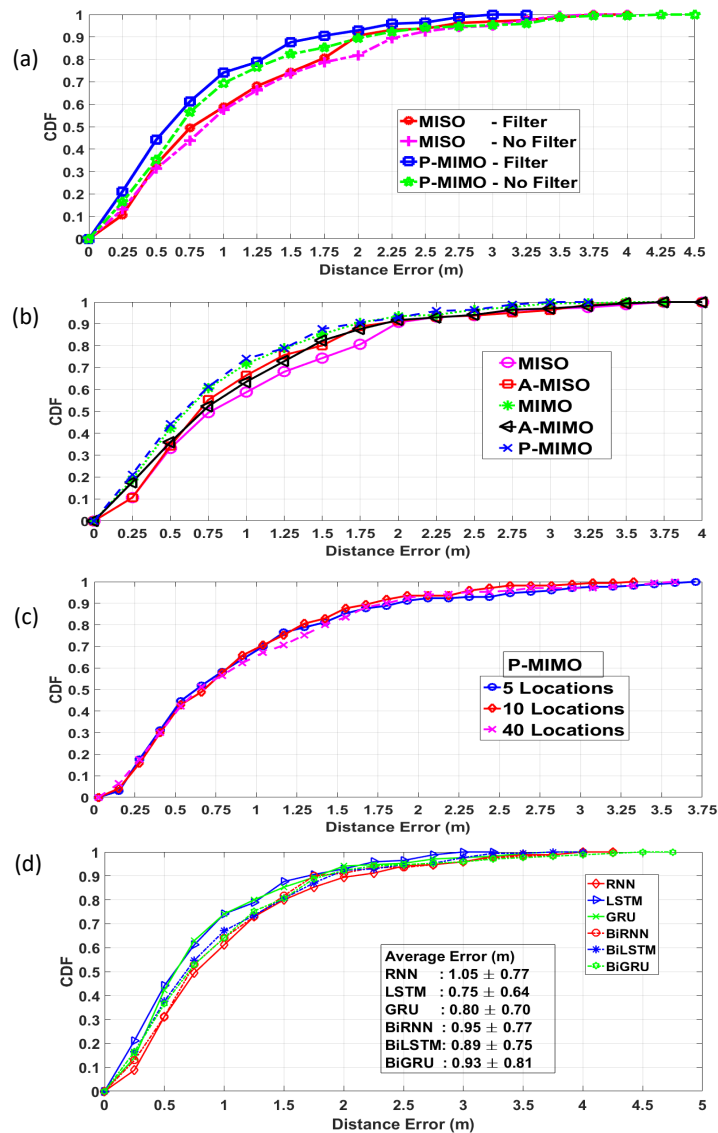 (a)
CDF
1
0.9
0.8
0.7
0.6
0.5
0.4
0.3
0.2
0.1
0
MISO - Filter
MISO - No Filter
P-MIMO - Filter
P-MIMO - No Filter
0 0.25 0.5 0.75 1 1.25 1.5 1.75 2 2.25 2.5 2.75 3 3.25 3.5 3.75 4 4.25 4.5
Distance Error (m)
(b)
CDF
1
0.9
0.8
0.7
0.6
0.5
0.4
0.3
0.2
0.1
0
MISO
A-MISO
MIMO
A-MIMO
P-MIMO
0 0.25 0.5 0.75 1 1.25 1.5 1.75 2 2.25 2.5 2.75 3 3.25 3.5 3.75 4
Distance Error (m)
(c)
CDF
1
0.9
0.8
0.7
0.6
0.5
0.4
0.3
0.2
0.1
0
P-MIMO
5 Locations
10 Locations
40 Locations
0 0.25 0.5 0.75 1 1.25 1.5 1.75 2 2.25 2.5 2.75 3 3.25 3.5 3.75
Distance Error (m)
(d)
CDF
1
0.9
0.8
0.7
0.6
0.5
0.4
0.3
0.2
0.1
0
RNN
LSTM
GRU
BiRNN
BiLSTM
BiGRU
Average Error (m)
RNN : 1.05 ± 0.77
LSTM : 0.75 ± 0.64
GRU : 0.80 ± 0.70
BiRNN : 0.95 ± 0.77
BiLSTM: 0.89 ± 0.75
BiGRU : 0.93 ± 0.81
0 0.5 1 1.5 2 2.5 3 3.5 4 4.5 5
Distance Error (m)